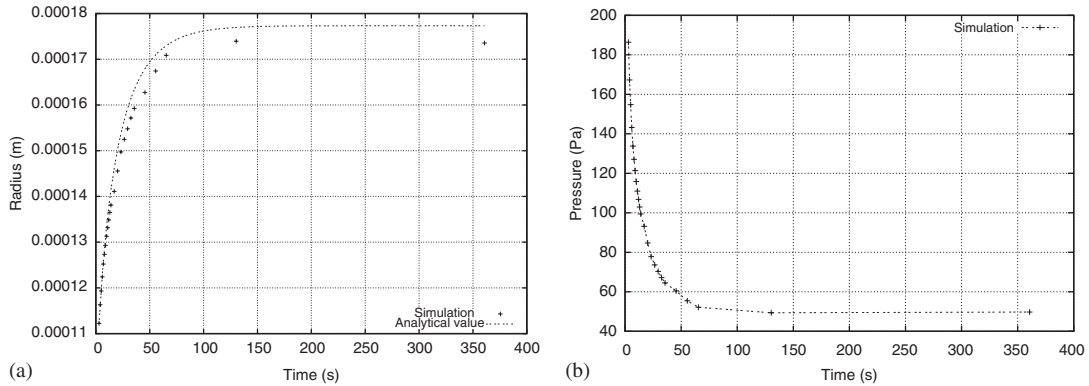 0.00018
0.00017
0.00016
0.00015
0.00014
0.00013
0.00012
0.00011
Radius (m)
Simulation
Analytical value
0 50 100 150 200 250 300 350 400
Time (s)
(a)
200
180
160
140
120
100
80
60
40
Pressure (Pa)
Simulation
0 50 100 150 200 250 300 350 400
Time (s)
(b)